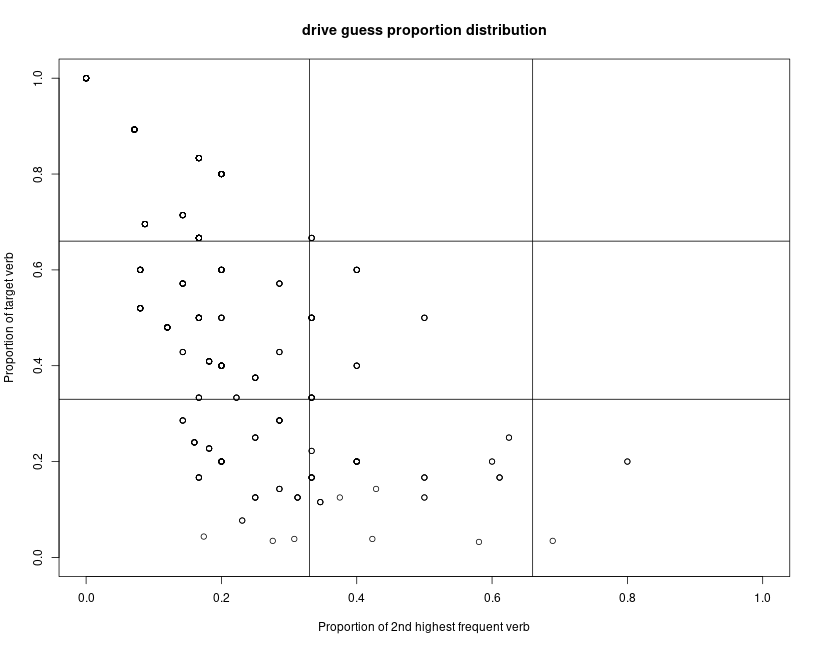 drive guess proportion distribution
Proportion of target verb
1.0
0.8
0.6
0.4
0.2
0.0
0.0 0.2 0.4 0.6 0.8 1.0
Proportion of 2nd highest frequent verb